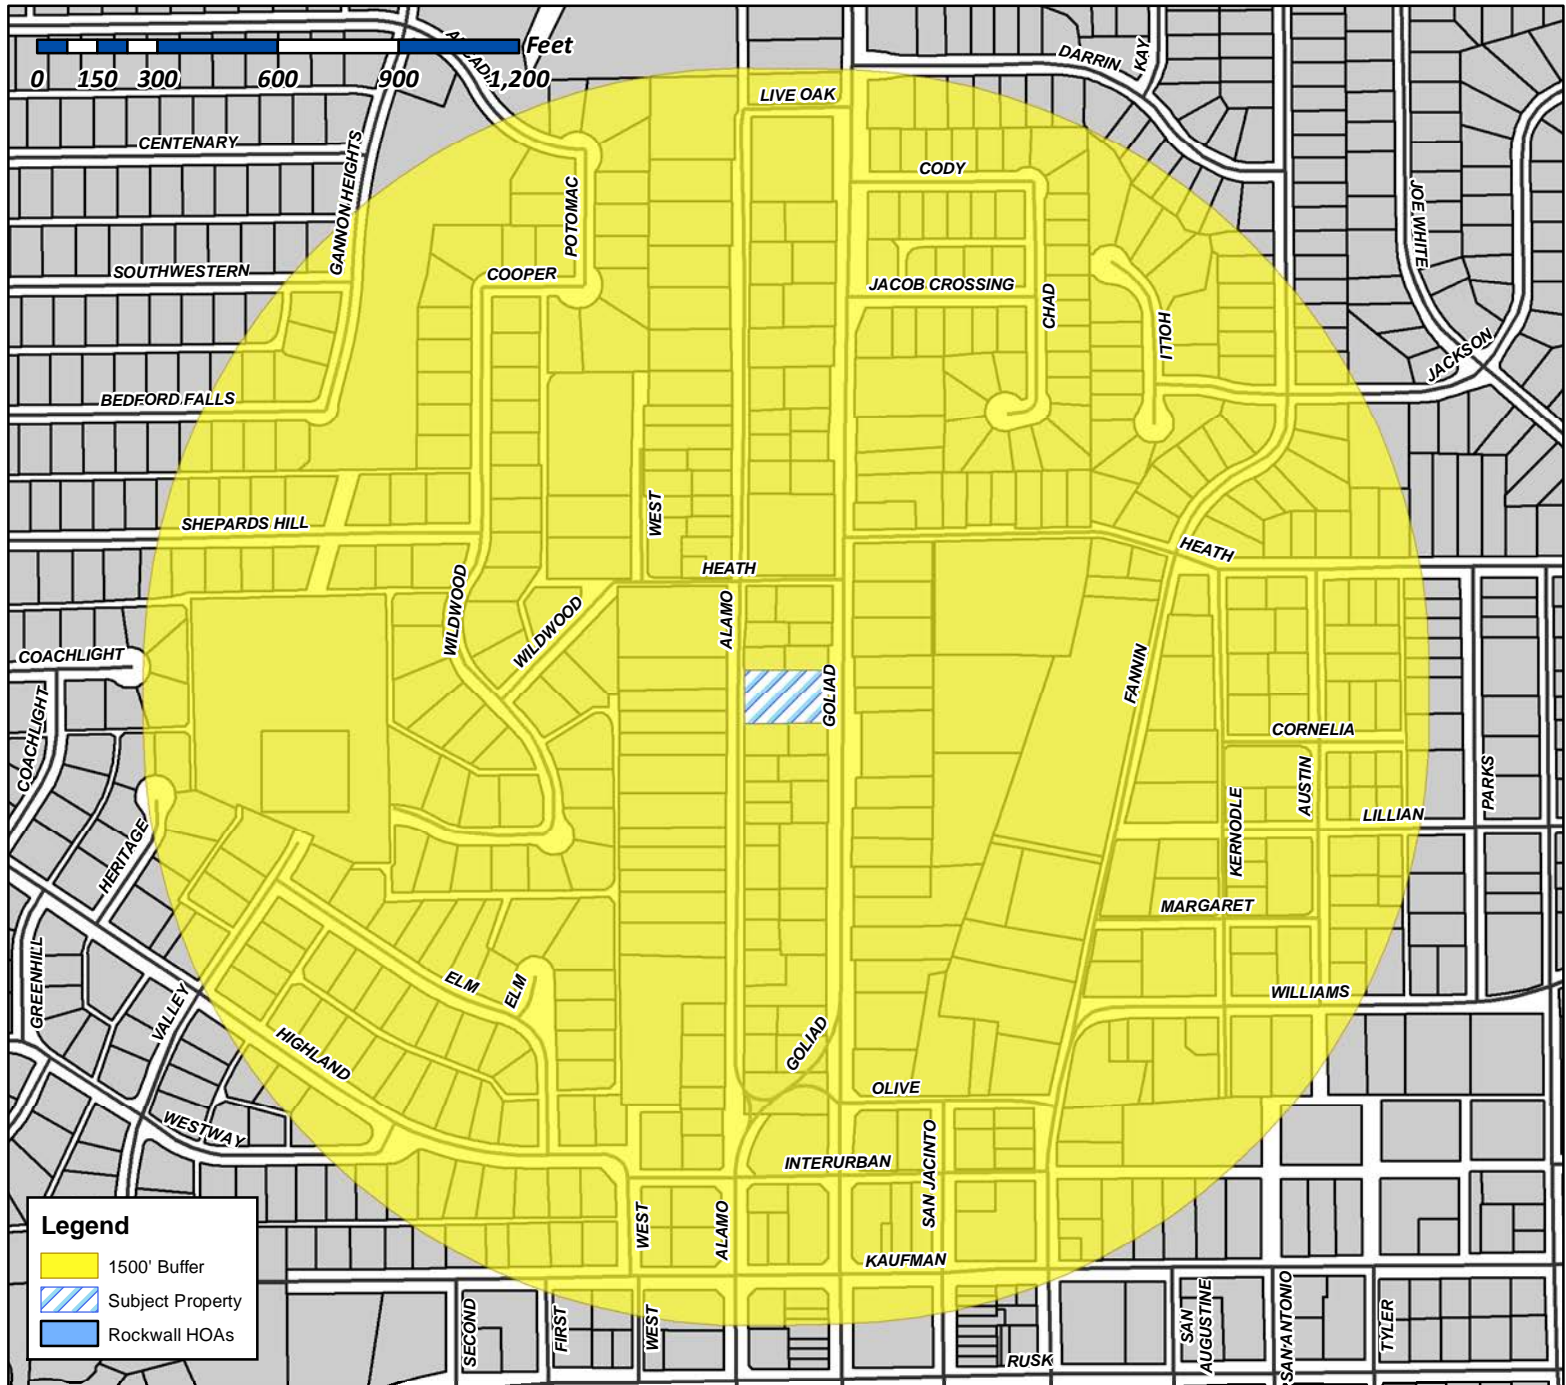 Feet
0 150 300 600 900 1,200
DARRIN
KAY
LIVE OAK
CENTENARY
GANNON HEIGHTS
CODY
POTOMAC
JOE WHITE
SOUTHWESTERN
COOPER
JACOB CROSSING
CHAD
HOLLI
JACKSON
BEDFORD FALLS
SHEPARDS HILL
WEST
HEATH
HEATH
WILDWOOD
WILDWOOD
ALAMO
COACHLIGHT
COACHLIGHT
GOLIAD
FANNIN
CORNELIA
AUSTIN
PARKS
LILLIAN
KERNODLE
HERITAGE
MARGARET
GREENHILL
VALLEY
ELM
ELM
WILLIAMS
HIGHLAND
GOLIAD
OLIVE
WESTWAY
INTERURBAN
SAN JACINTO
WEST
ALAMO
KAUFMAN
Legend
1500' Buffer
Subject Property
Rockwall HOAs
SECOND
FIRST
WEST
RUSK
SAN
AUGUSTINE
SAN ANTONIO
TYLER